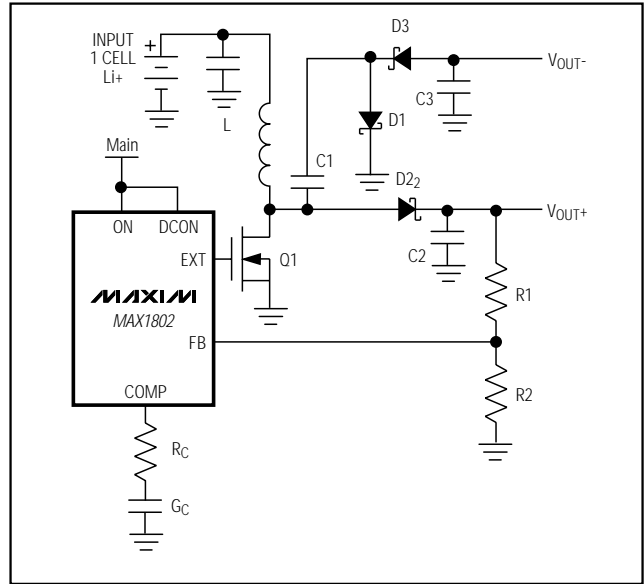 INPUT
1 CELL
Li+
+
D3
VOUT-
C3
D1
L
C1
Main
D22
VOUT+
ON
DCON
EXT
Q1
C2
MAXIM
MAX1802
R1
FB
R2
COMP
RC
GC